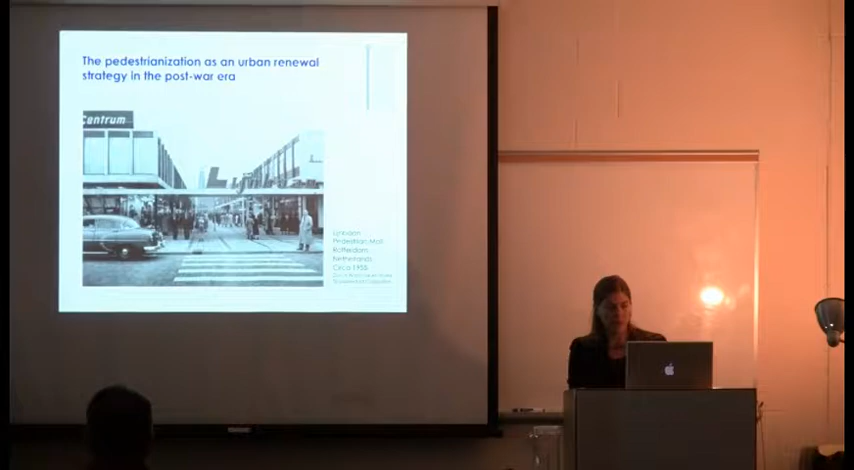 The pedestrianization as an urban renewal
strategy in the post-war era
Centrum
Lijnbaan
Pedestrian Mall
Rotterdam,
Netherlands
Circa 1955